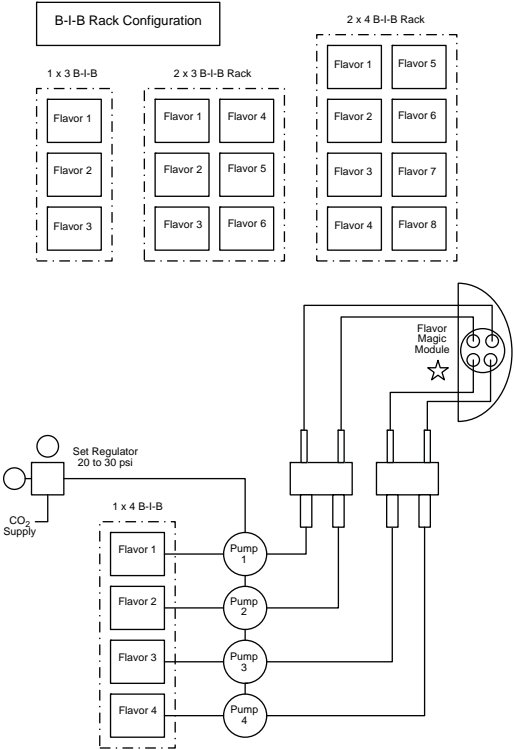 B-I-B Rack Configuration
2 x 4 B-I-B Rack
1 x 3 B-I-B
2 x 3 B-I-B Rack
Flavor 1
Flavor 2
Flavor 3
Flavor 1
Flavor 4
Flavor 2
Flavor 5
Flavor 3
Flavor 6
Flavor 1
Flavor 5
Flavor 2
Flavor 6
Flavor 3
Flavor 7
Flavor 4
Flavor 8
Flavor
Magic
Module
Set Regulator
20 to 30 psi
CO2
Supply
1 x 4 B-I-B
Flavor 1
Pump
1
Flavor 2
Pump
2
Flavor 3
Pump
3
Flavor 4
Pump
4